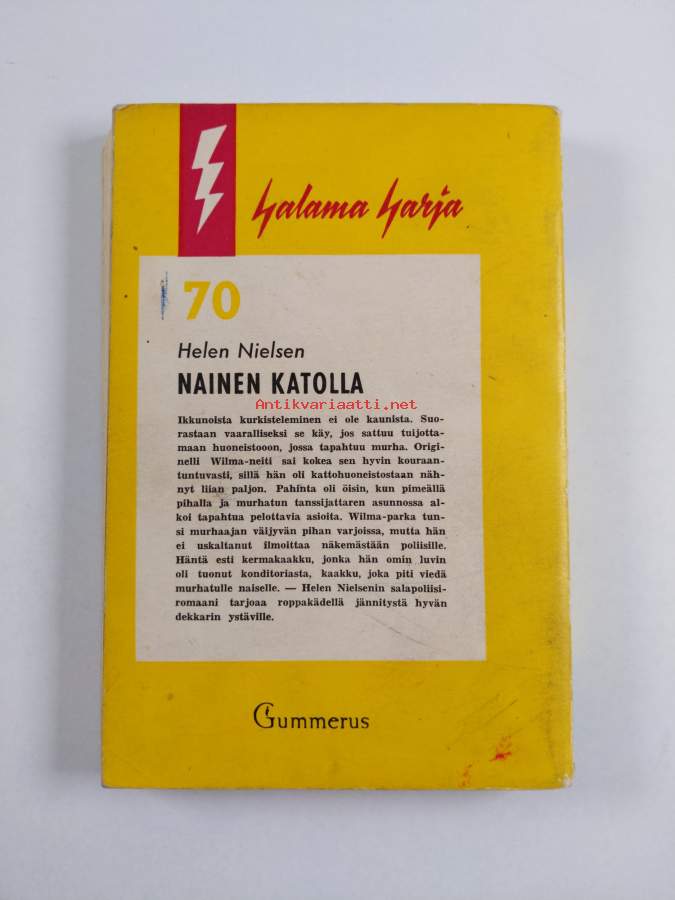 Salama Sarja
70
Helen Nielsen
NAINEN KATOLLA
Antikvariaatti.net
Ikkunoista kurkisteleminen ei ole kaunista. Suo-
rastaan vaaralliseksi se käy, jos sattuu tuijotta-
maan huoneistooon, jossa tapahtuu murha. Origi-
nelli Wilma-neiti sai kokea sen hyvin kouraan-
tuntuvasti, sillä hän oli kattohuoneistostaan näh-
nyt liian paljon. Pahinta oli öisin, kun pimeällä
pihalla ja murhatun tanssijattaren asunnossa al-
koi tapahtua pelottavia asioita. Wilma-parka tun-
si murhaajan väijyvän pihan varjoissa, mutta hän
ei uskaltanut ilmoittaa näkemästään poliisille.
Häntä esti kermakaakku, jonka hän omin luvin
oli tuonut konditoriasta, kaakku, joka piti viedä
murhatulle naiselle. — Helen Nielsenin salapoliisi-
romaani tarjoaa roppakädellä jännitystä hyvän
dekkarin ystäville.
Gummerus